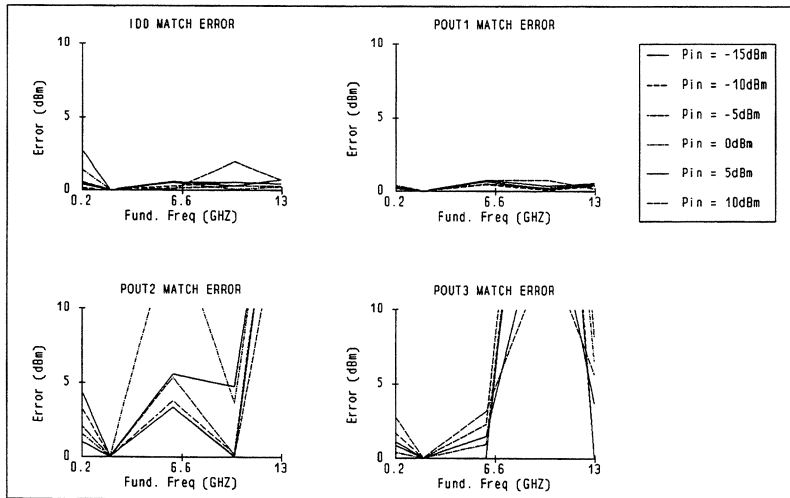 IDD MATCH ERROR
10
5
0
Error (dBm)
0.2 6.6 13
Fund. Freq (GHZ)
POUT1 MATCH ERROR
10
5
0
Error (dBm)
0.2 6.6 13
Fund. Freq (GHZ)
Pin = -15dBm
Pin = -10dBm
Pin = -5dBm
Pin = 0dBm
Pin = 5dBm
Pin = 10dBm
POUT2 MATCH ERROR
10
5
0
Error (dBm)
0.2 6.6 13
Fund. Freq (GHZ)
POUT3 MATCH ERROR
10
5
0
Error (dBm)
0.2 6.6 13
Fund. Freq (GHZ)